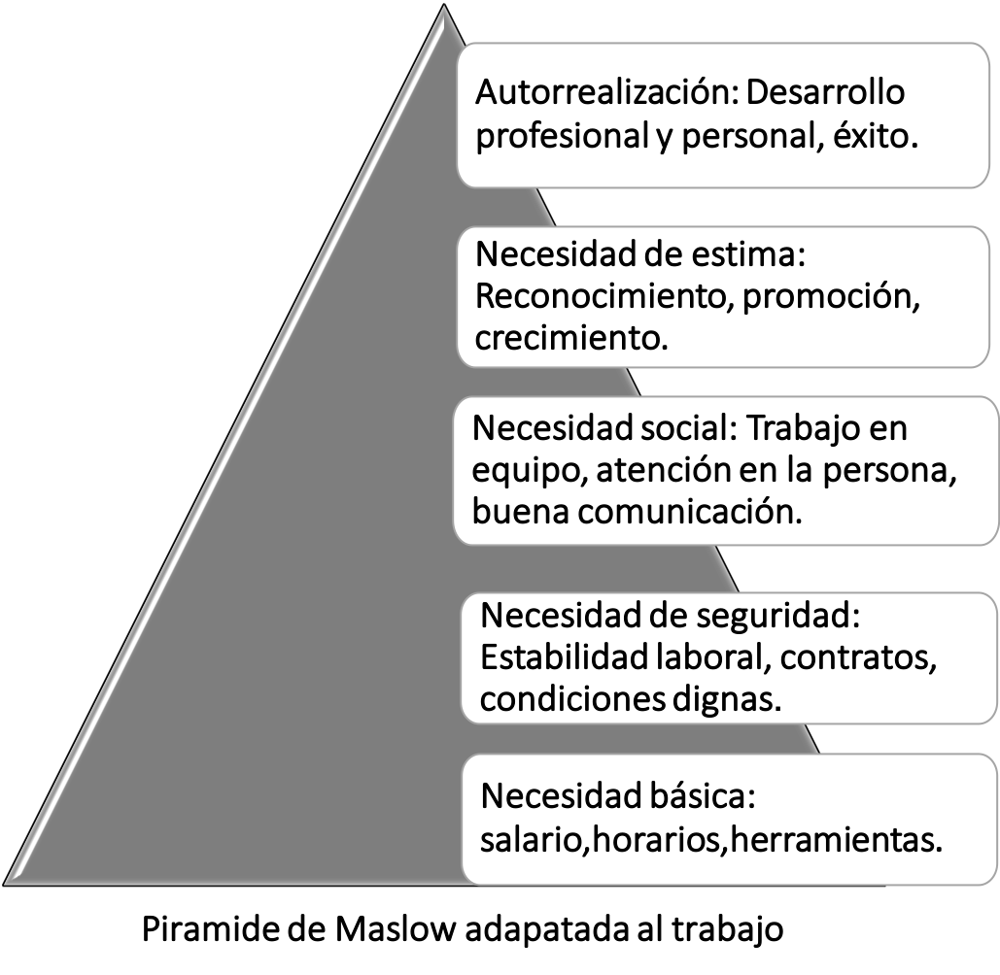 Autorrealización: Desarrollo
profesional y personal, éxito.
Necesidad de estima:
Reconocimiento, promoción,
crecimiento.
Necesidad social: Trabajo en
equipo, atención en la persona,
buena comunicación.
Necesidad de seguridad:
Estabilidad laboral, contratos,
condiciones dignas.
Necesidad básica:
salario,horarios,herramientas.
Piramide de Maslow adapatada al trabajo